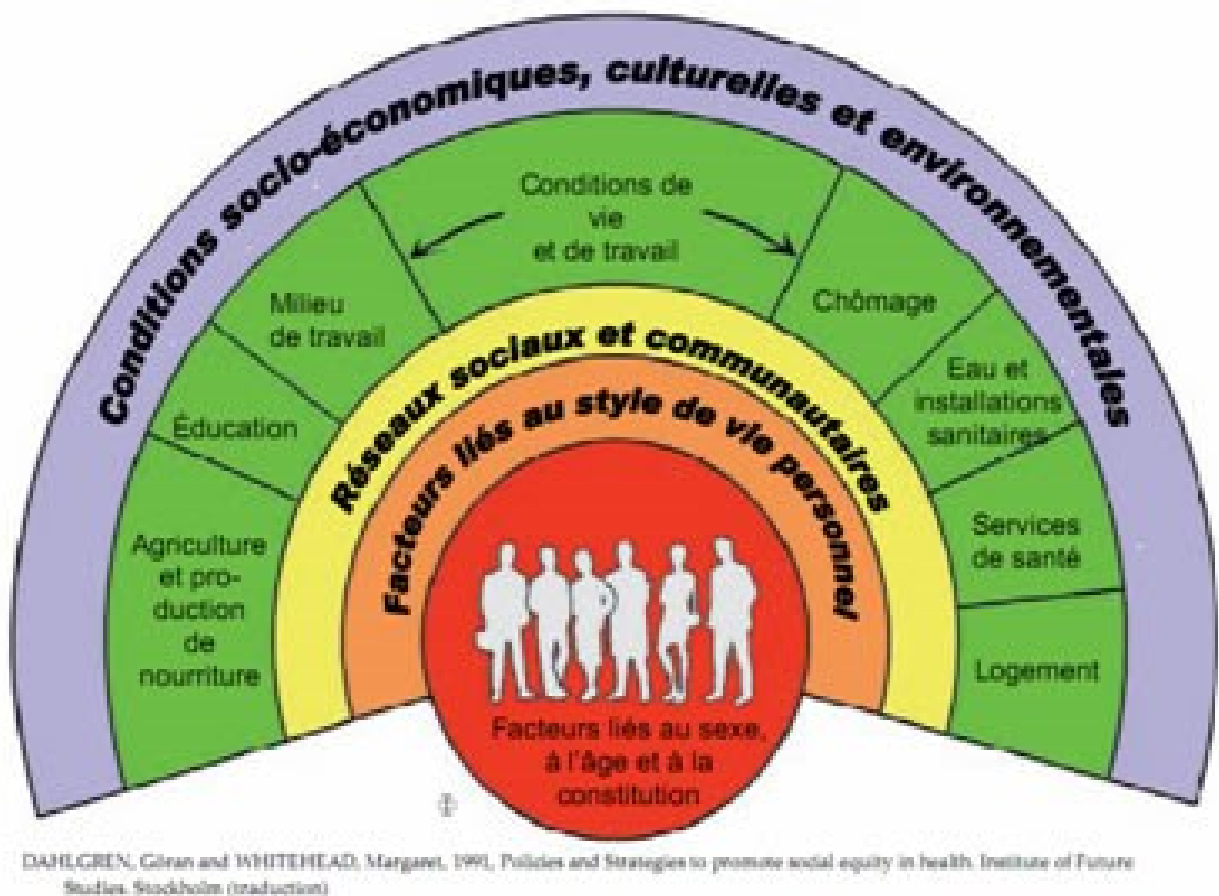 Conditions socio-économiques, culturelles et environnementales
Conditions de
vie
et de travail
Milieu
de travail
Éducation
Agriculture
et pro-
duction
de
nourriture
Chômage
Eau et
installations
sanitaires
Services
de santé
Logement
Réseaux sociaux et communautaires
Facteurs liés au style de vie personnel
Facteurs liés au sexe,
à l'âge et à la
constitution
DAHLGREN, Göran and WHITEHEAD, Margaret, 1991, Policies and Strategies to promote social equity in health. Institute of Future
Studies. Stockholm (traduction)